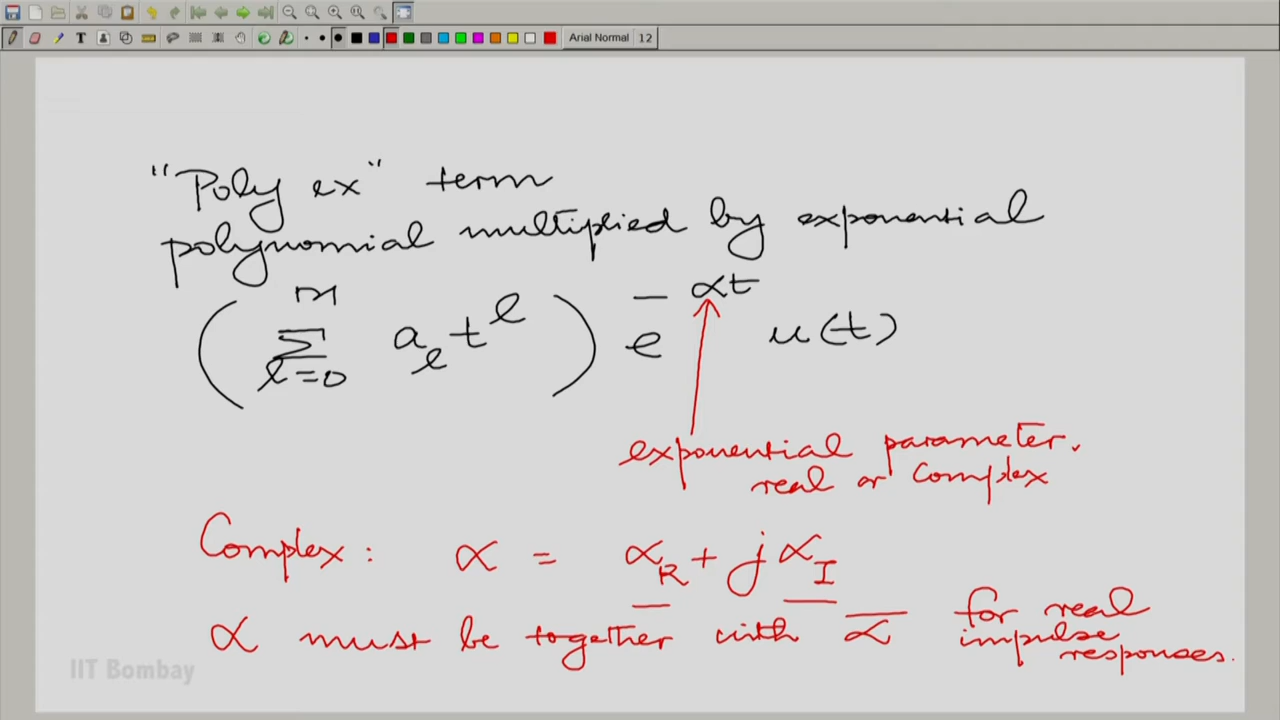 Arial Normal 12
"Poly ex" term
polynomial multiplied by exponential
( M Σ l=0 a_l t^l ) e^{-αt} u(t)
exponential parameter.
real or complex
Complex: α = α_R + j α_I
α must be together with α̅ for real
impulse
responses.
IIT Bombay